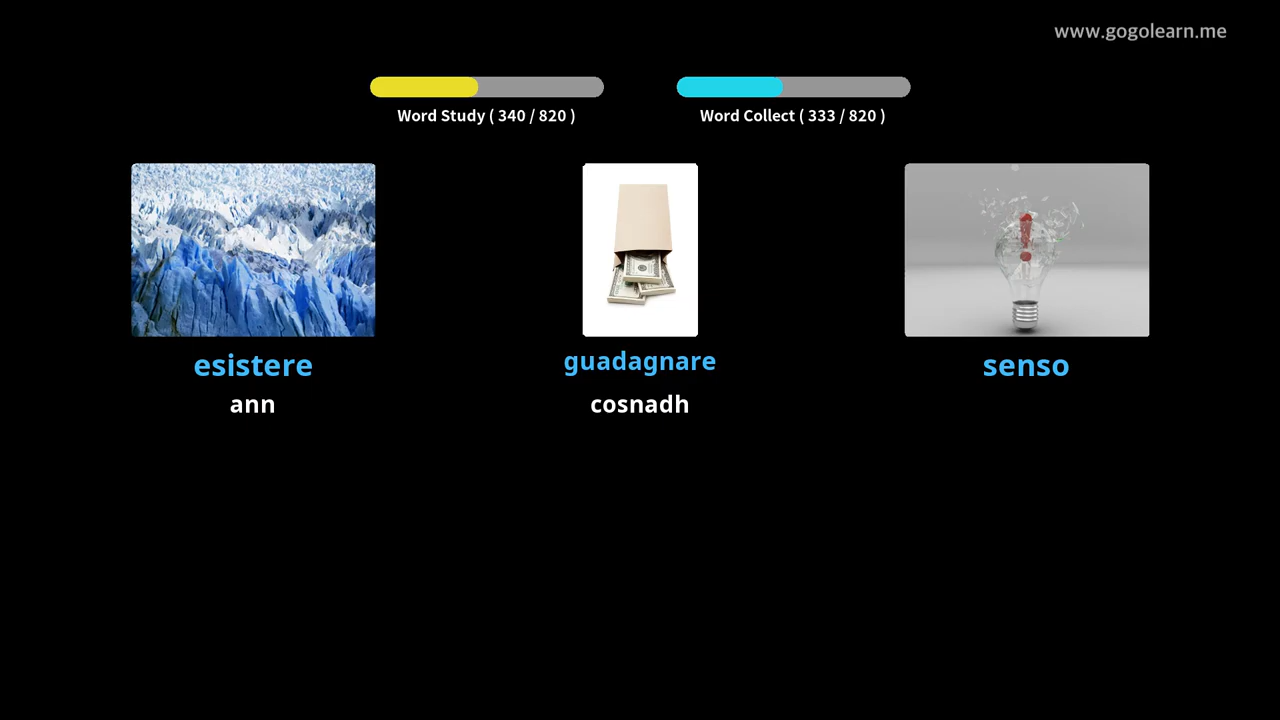 www.gogolearn.me
Word Study ( 340 / 820 )
Word Collect ( 333 / 820 )
esistere
ann
guadagnare
cosnadh
senso